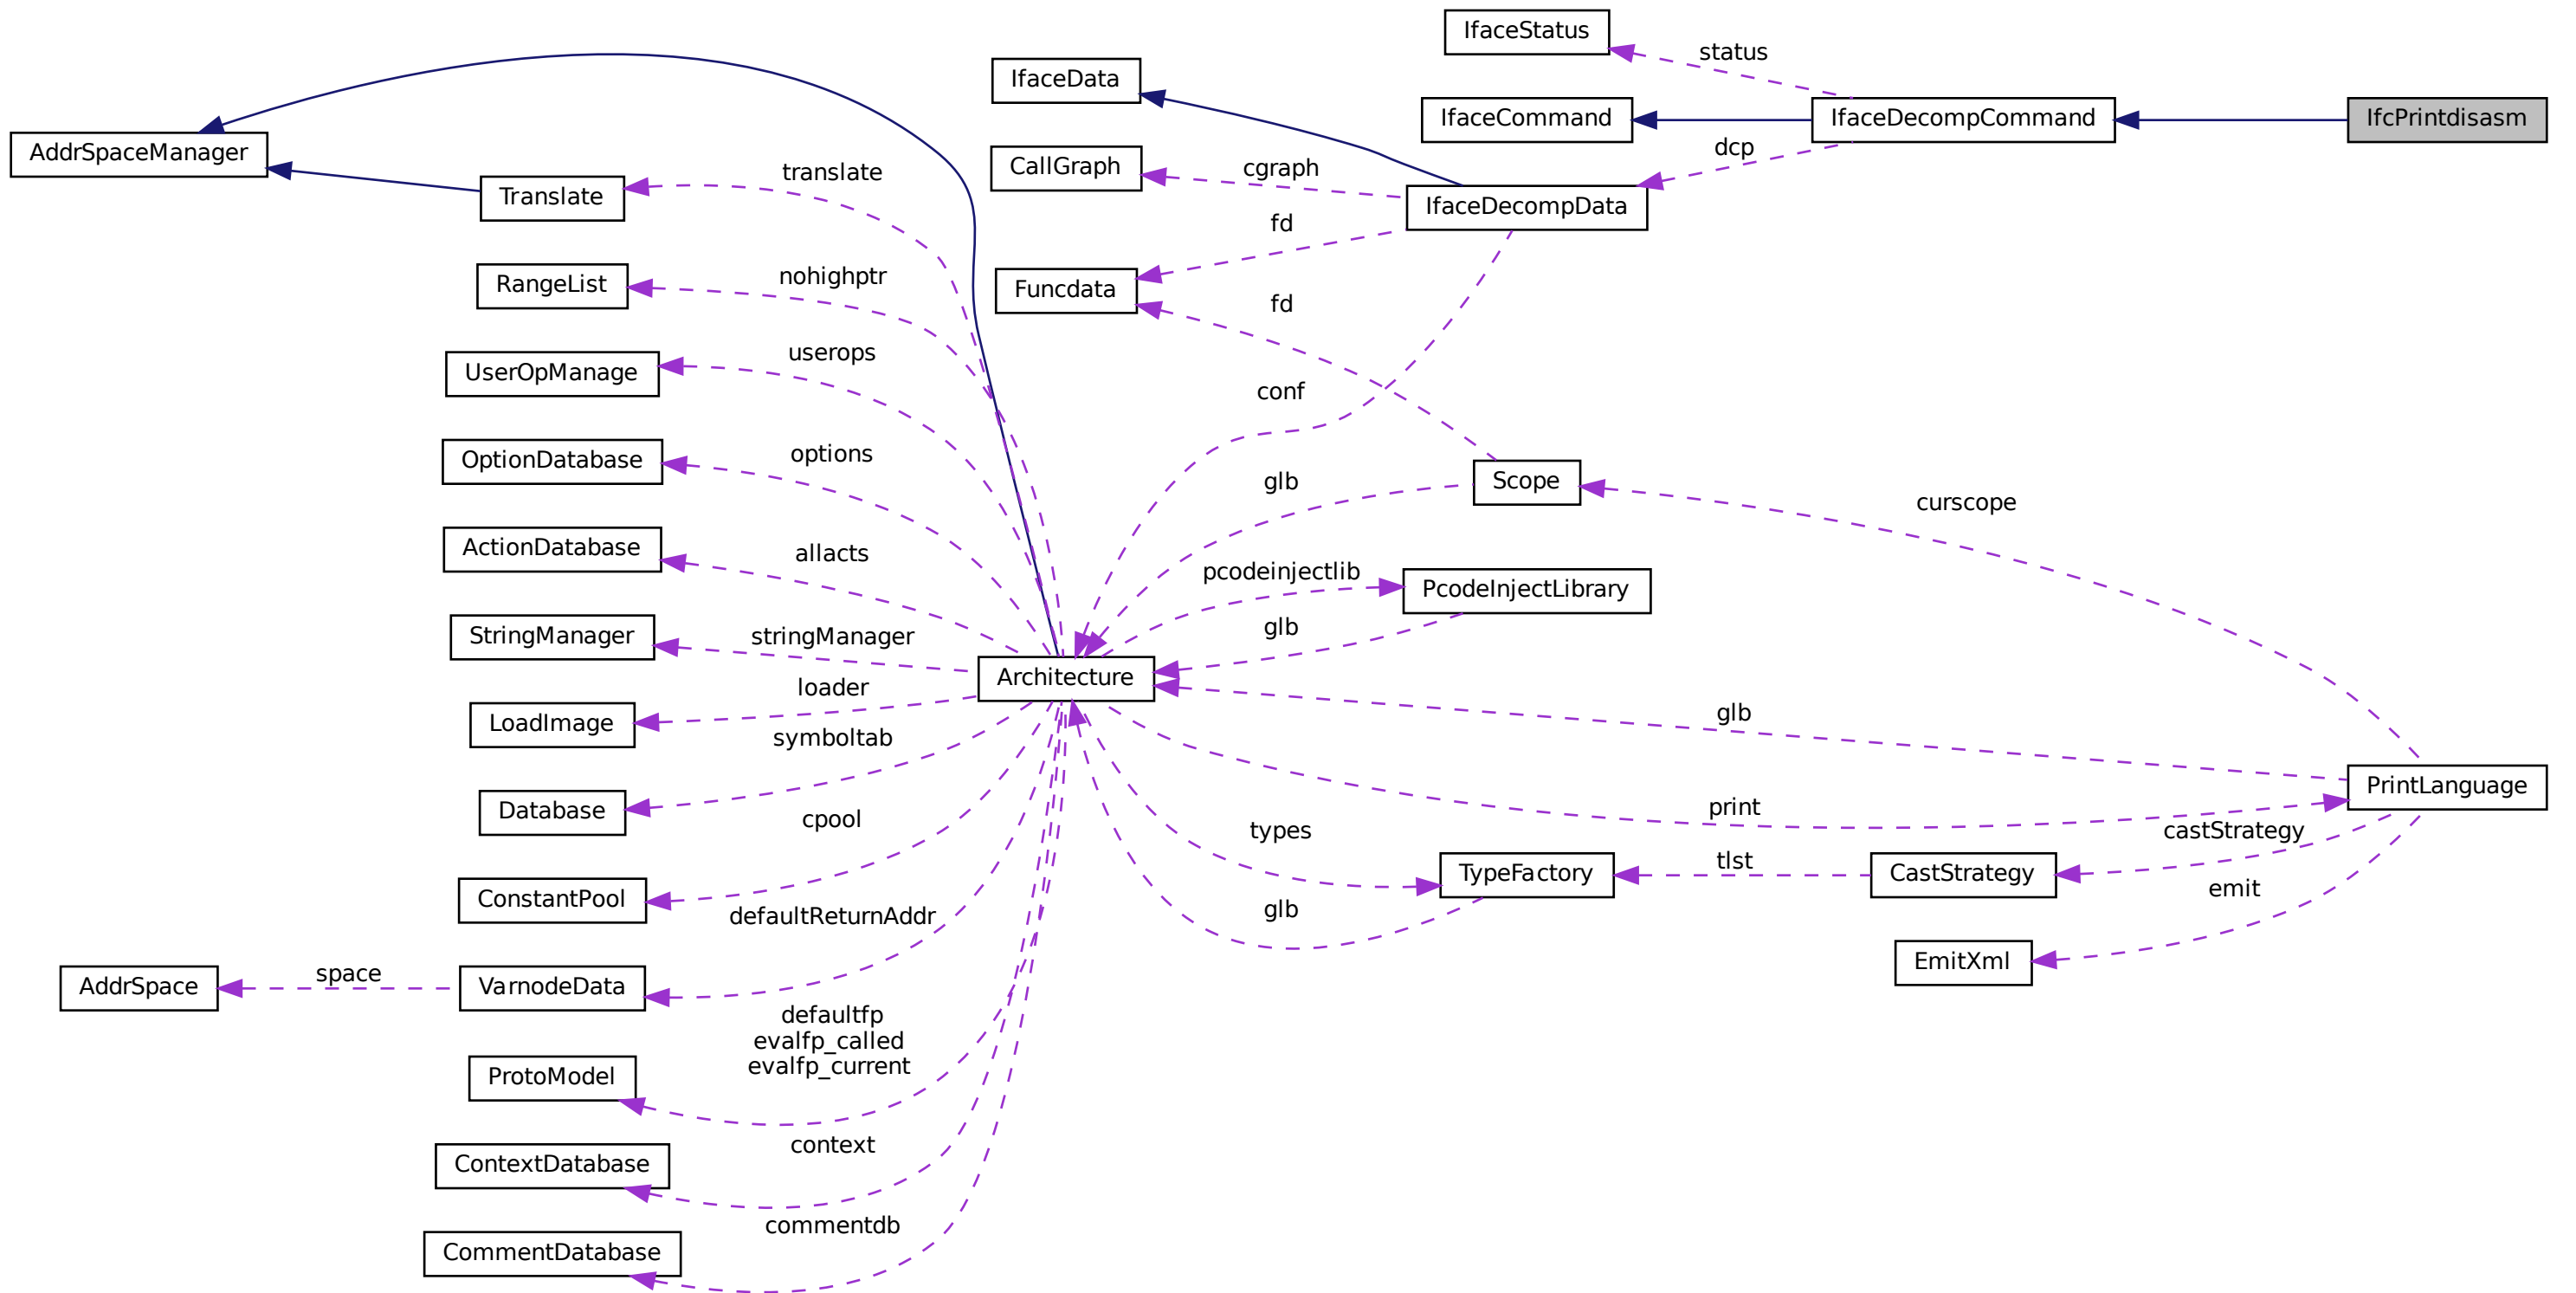 IfaceStatus
status
IfaceData
IfaceCommand
IfaceDecompCommand
IfcPrintdisasm
AddrSpaceManager
Translate
translate
CallGraph
cgraph
dcp
IfaceDecompData
fd
RangeList
nohighptr
Funcdata
fd
UserOpManage
userops
conf
OptionDatabase
options
glb
Scope
curscope
ActionDatabase
allacts
pcodeinjectlib
PcodeInjectLibrary
StringManager
stringManager
glb
Architecture
LoadImage
loader
glb
symboltab
PrintLanguage
Database
cpool
print
types
castStrategy
ConstantPool
TypeFactory
tlst
CastStrategy
defaultReturnAddr
glb
emit
AddrSpace
space
VarnodeData
EmitXml
defaultfp
evalfp_called
evalfp_current
ProtoModel
context
ContextDatabase
commentdb
CommentDatabase